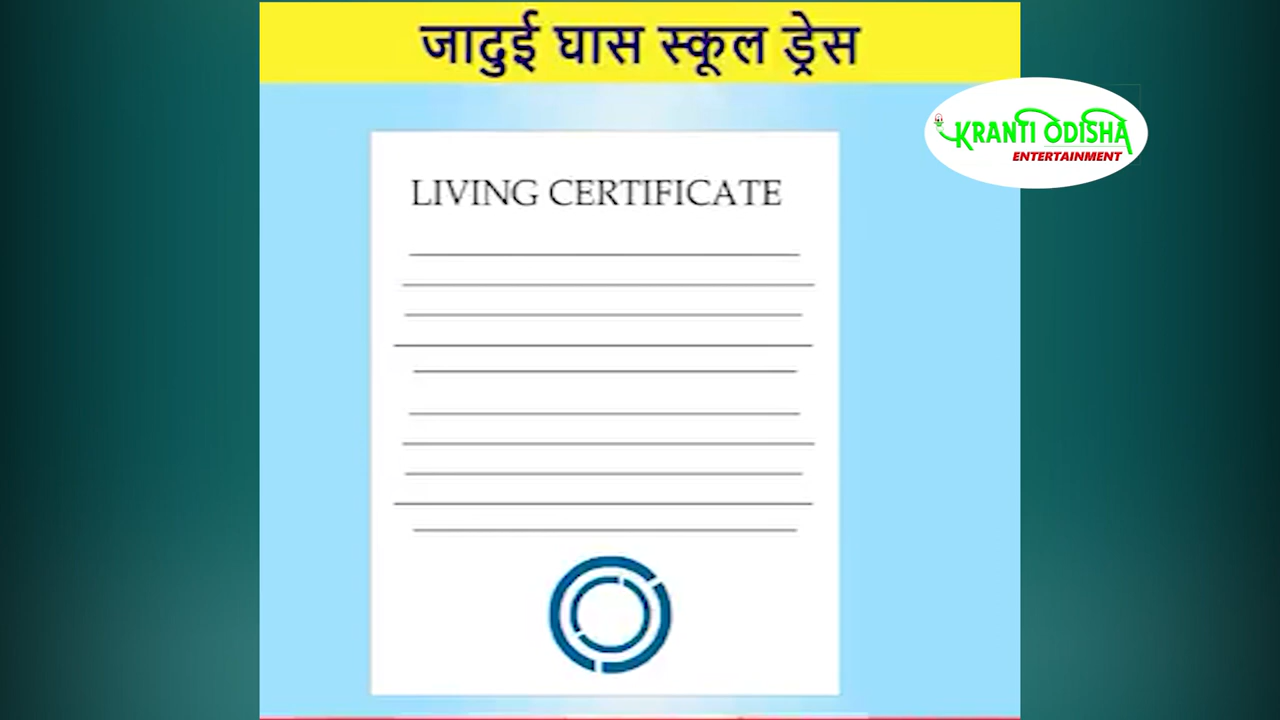 जादुई घास स्कूल ड्रेस
KRANTI ODISHA
ENTERTAINMENT
LIVING CERTIFICATE